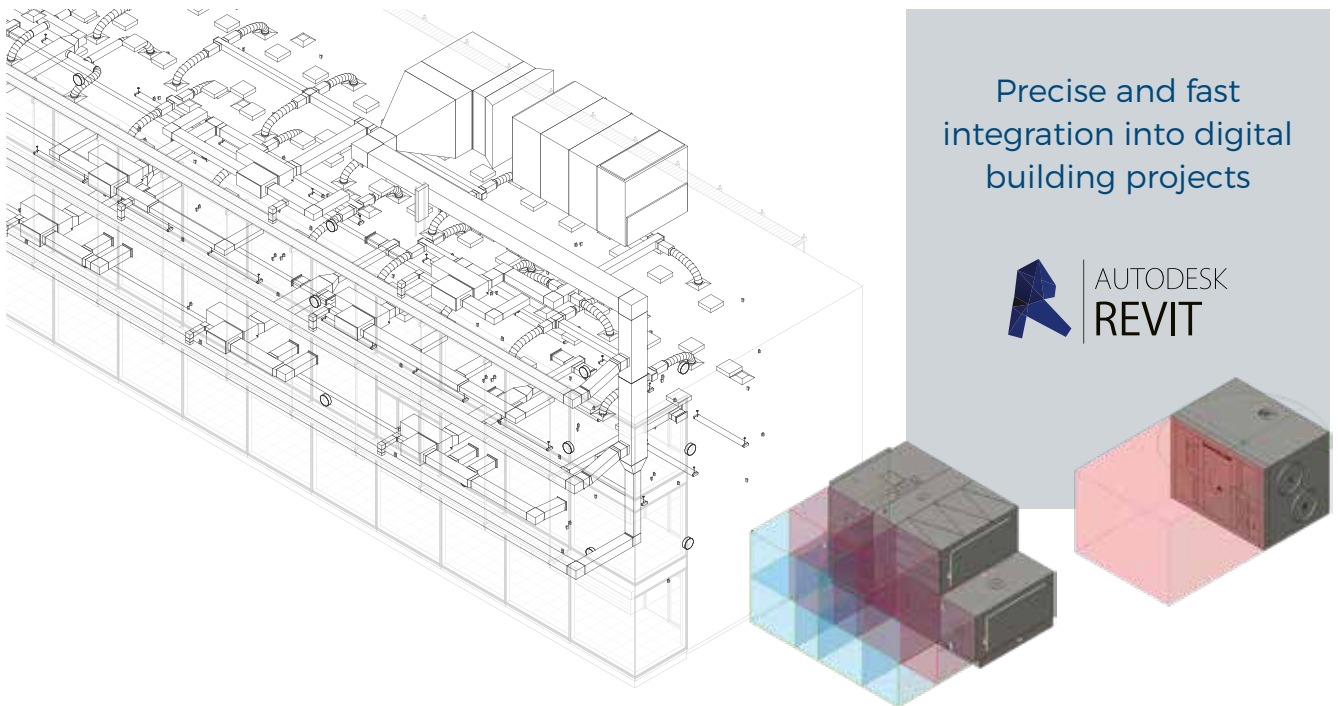 Precise and fast
integration into digital
building projects
AUTODESK
REVIT